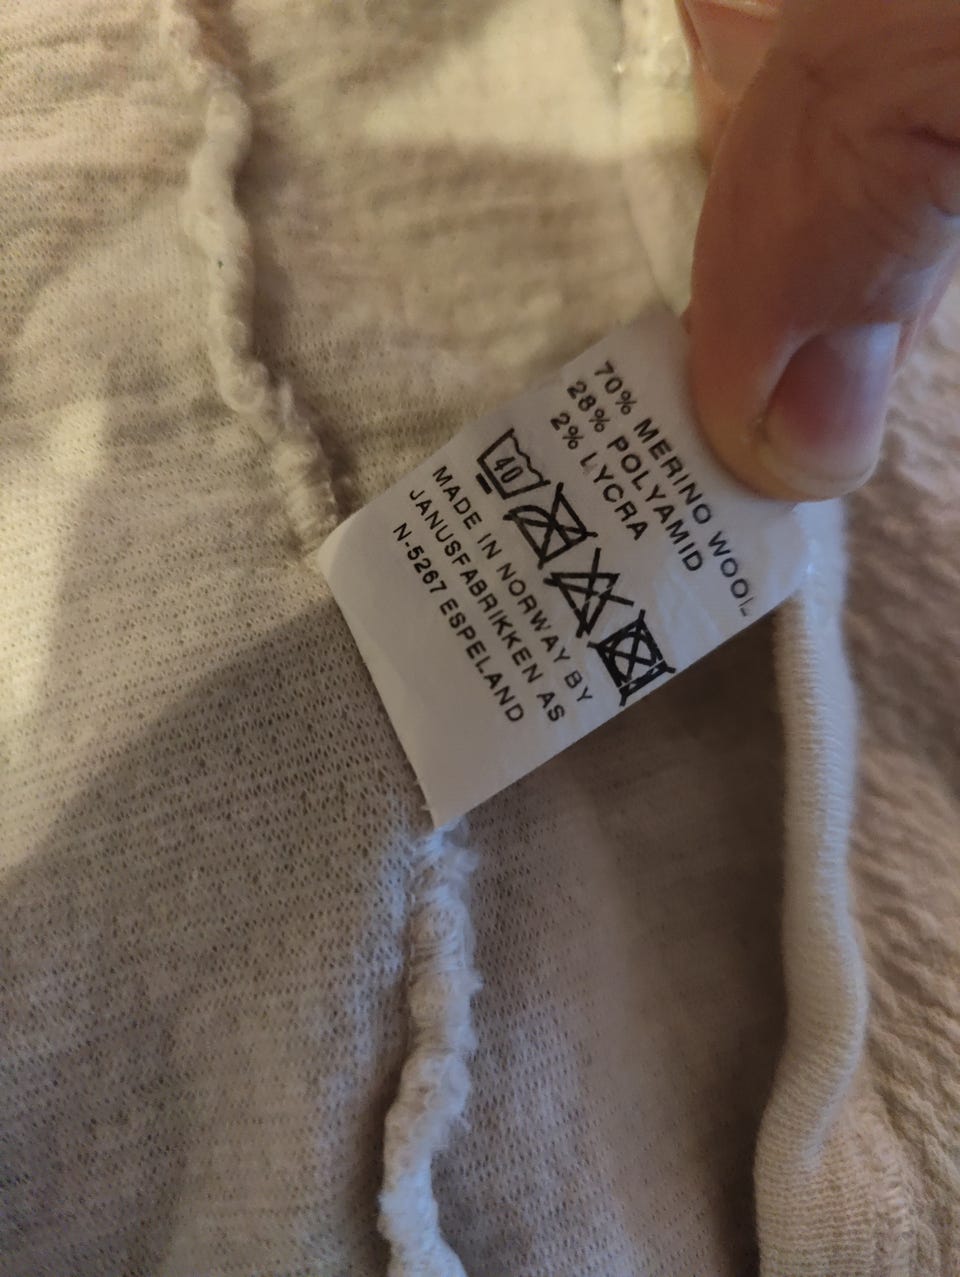 70% MERINO WOOL
28% POLYAMID
2% LYCRA
40
MADE IN NORWAY BY
JANUSFABRIKKEN AS
N-5267 ESPELAND